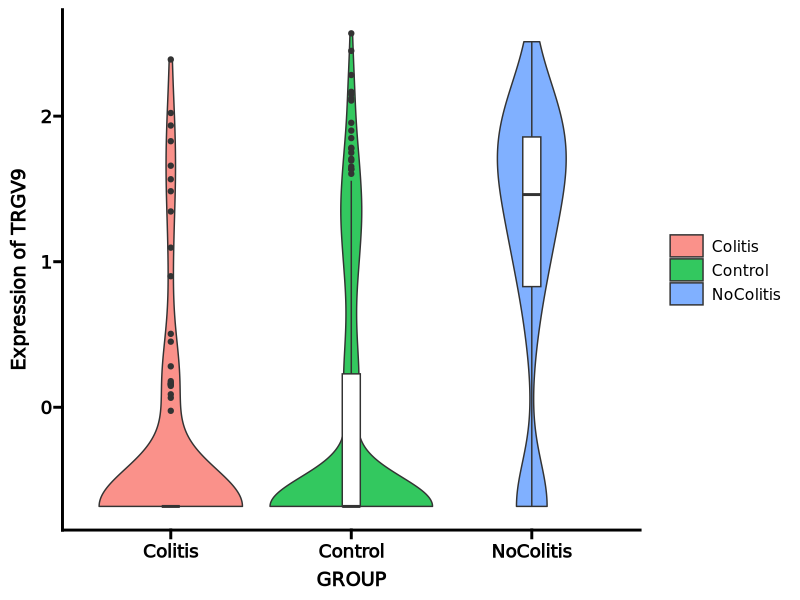 Expression of TRGV9
2
1
0
Colitis
Control
NoColitis
GROUP
Colitis
Control
NoColitis